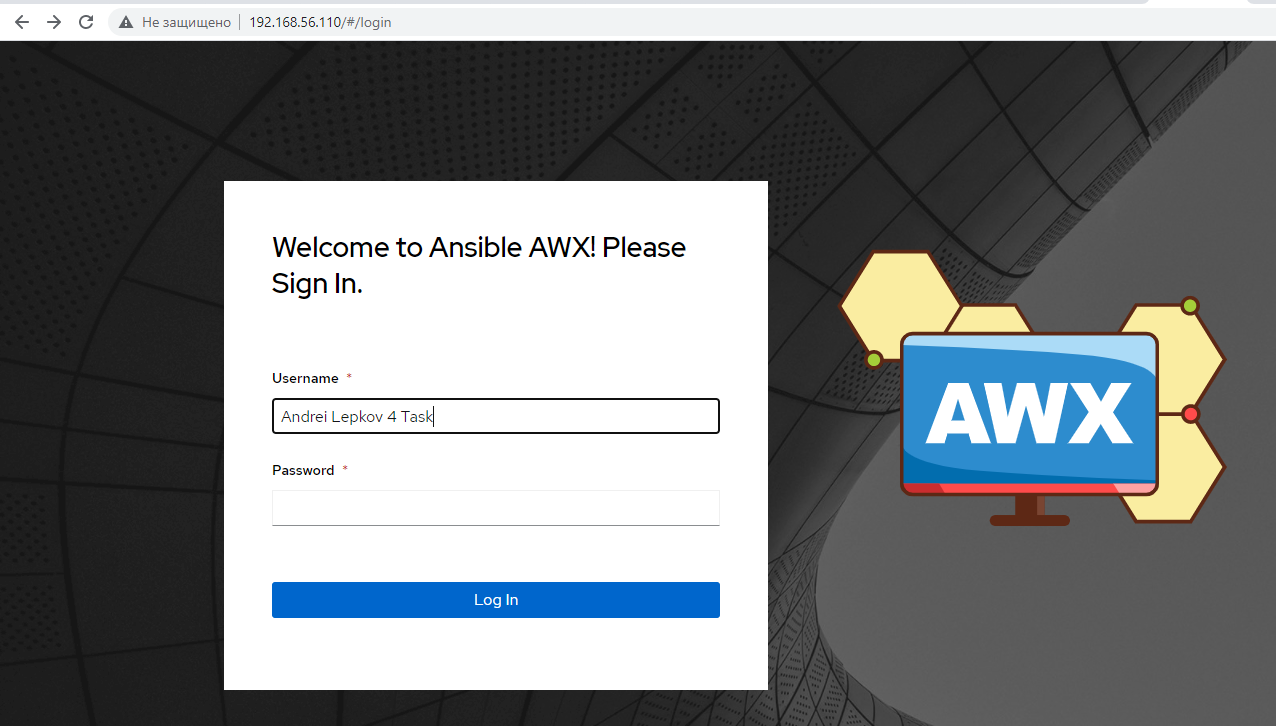 Не защищено 192.168.56.110/#/login
Welcome to Ansible AWX! Please
Sign In.
Username *
Andrei Lepkov 4 Task
Password *
Log In
AWX